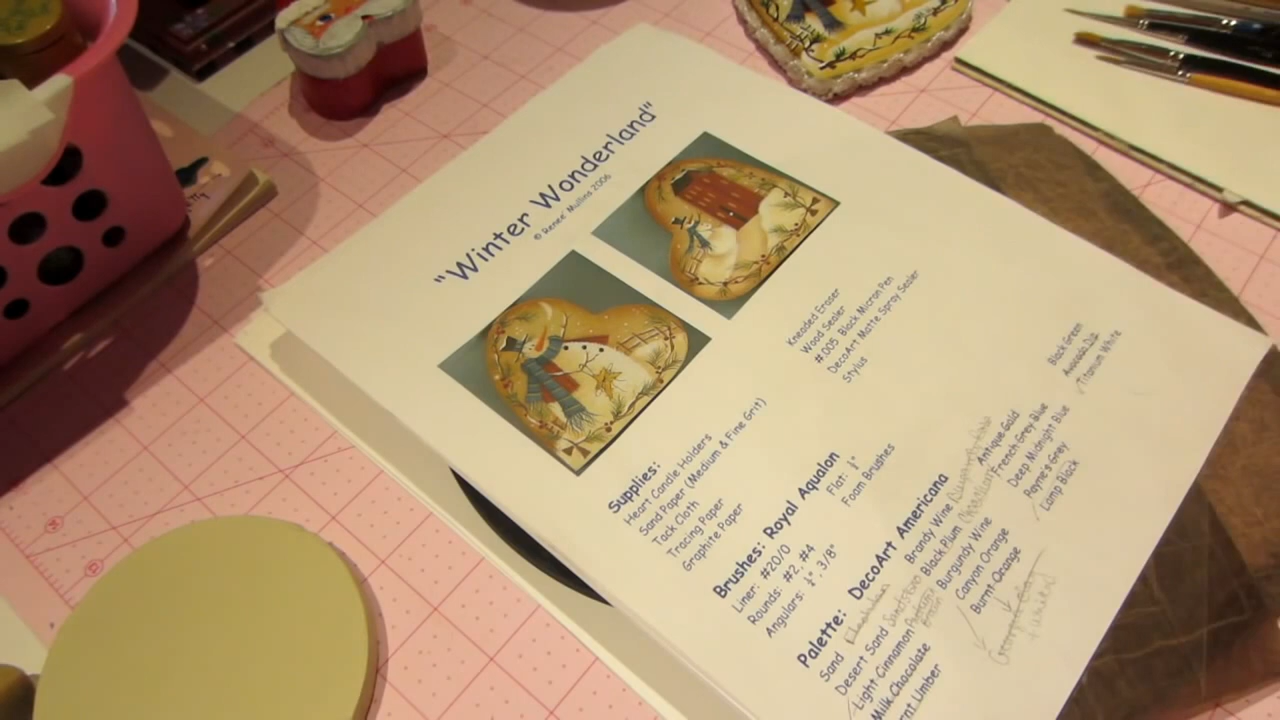 "Winter Wonderland"
© Renee' Mullins 2006
Supplies:
Heart Candle Holders
Sand Paper (Medium & Fine Grit)
Tack Cloth
Tracing Paper
Graphite Paper
Kneaded Eraser
Wood Sealer
#.005 Black Micron Pen
DecoArt Matte Spray Sealer
Stylus
Brushes: Royal Aqualon
Liner: #20/0
Rounds: #2, #4
Angulars: ¼", 3/8"
Flat: ½"
Foam Brushes
Palette: DecoArt Americana
Sand
Desert Sand
Light Cinnamon
Milk Chocolate
Burnt Umber
Brandy Wine
Black Plum
Burgundy Wine
Canyon Orange
Burnt Orange
Antique Gold
French Grey Blue
Deep Midnight Blue
Payne's Grey
Lamp Black
Black Green
Avocado Dip
Titanium White